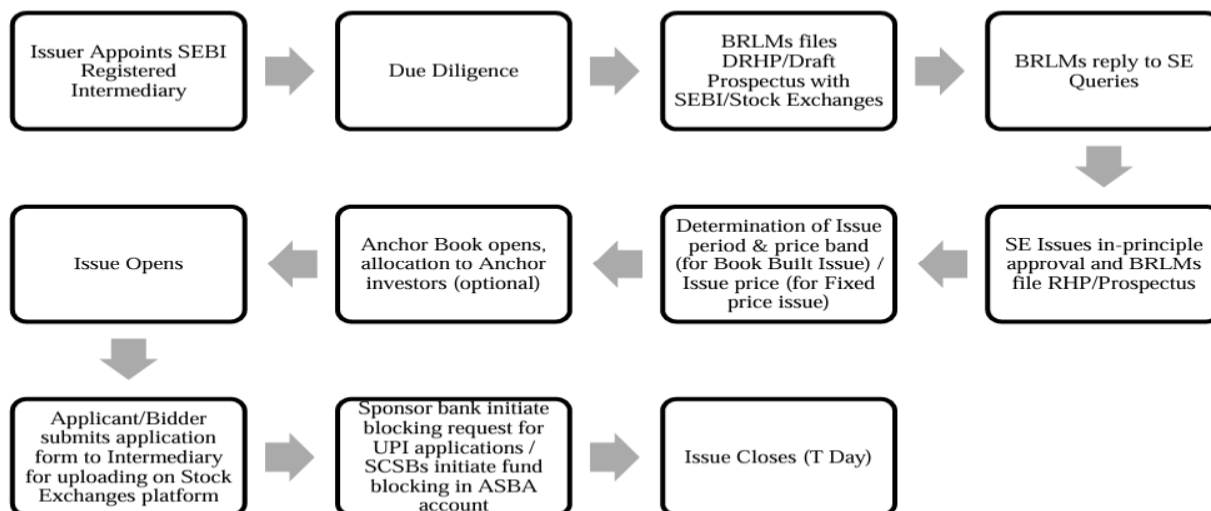 Issuer Appoints SEBI
Registered
Intermediary
Due Diligence
BRLMs files
DRHP/Draft
Prospectus with
SEBI/Stock Exchanges
BRLMs reply to SE
Queries
SE Issues in-principle
approval and BRLMs
file RHP/Prospectus
Determination of Issue
period & price band
(for Book Built Issue) /
Issue price (for Fixed
price issue)
Anchor Book opens,
allocation to Anchor
investors (optional)
Issue Opens
Applicant/Bidder
submits application
form to Intermediary
for uploading on Stock
Exchanges platform
Sponsor bank initiate
blocking request for
UPI applications /
SCSBs initiate fund
blocking in ASBA
account
Issue Closes (T Day)